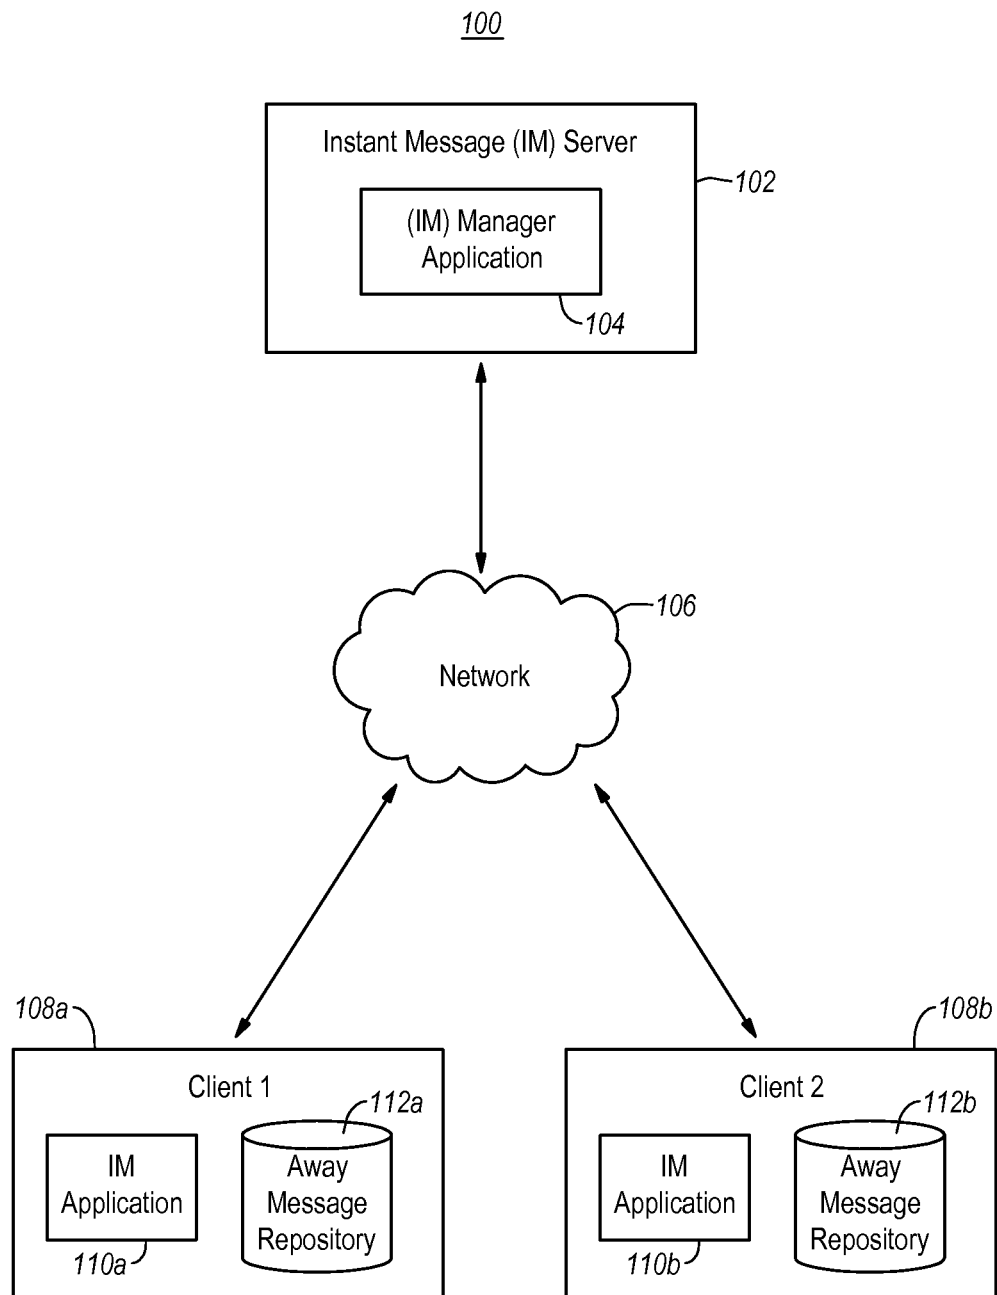 100
Instant Message (IM) Server
102
(IM) Manager
Application
104
106
Network
108a
108b
Client 1
Client 2
112a
112b
IM
Application
Away
Message
Repository
IM
Application
Away
Message
Repository
110a
110b